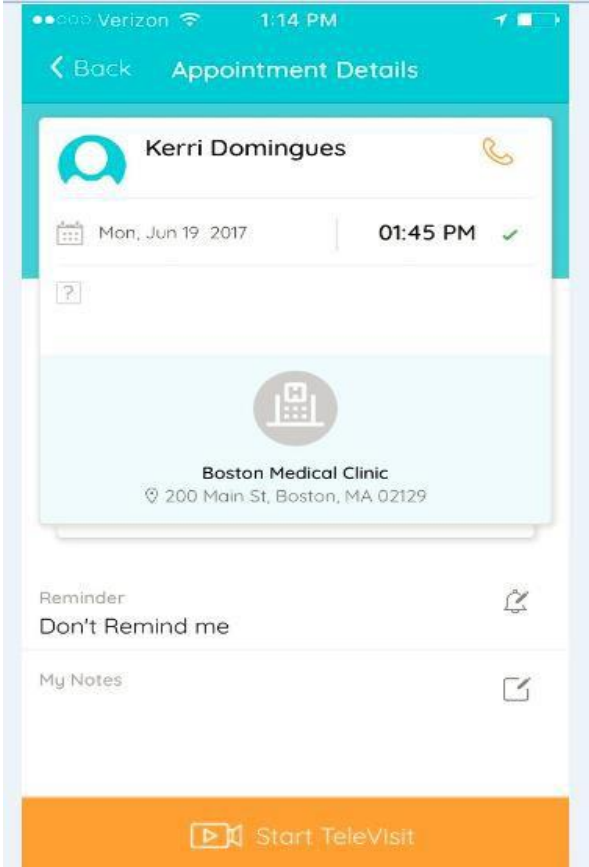 Verizon 1:14 PM
Back Appointment Details
Kerri Domingues
Mon, Jun 19 2017 01:45 PM
?
H
Boston Medical Clinic
200 Main St, Boston, MA 02129
Reminder
Don't Remind me
My Notes
Start TeleVisit